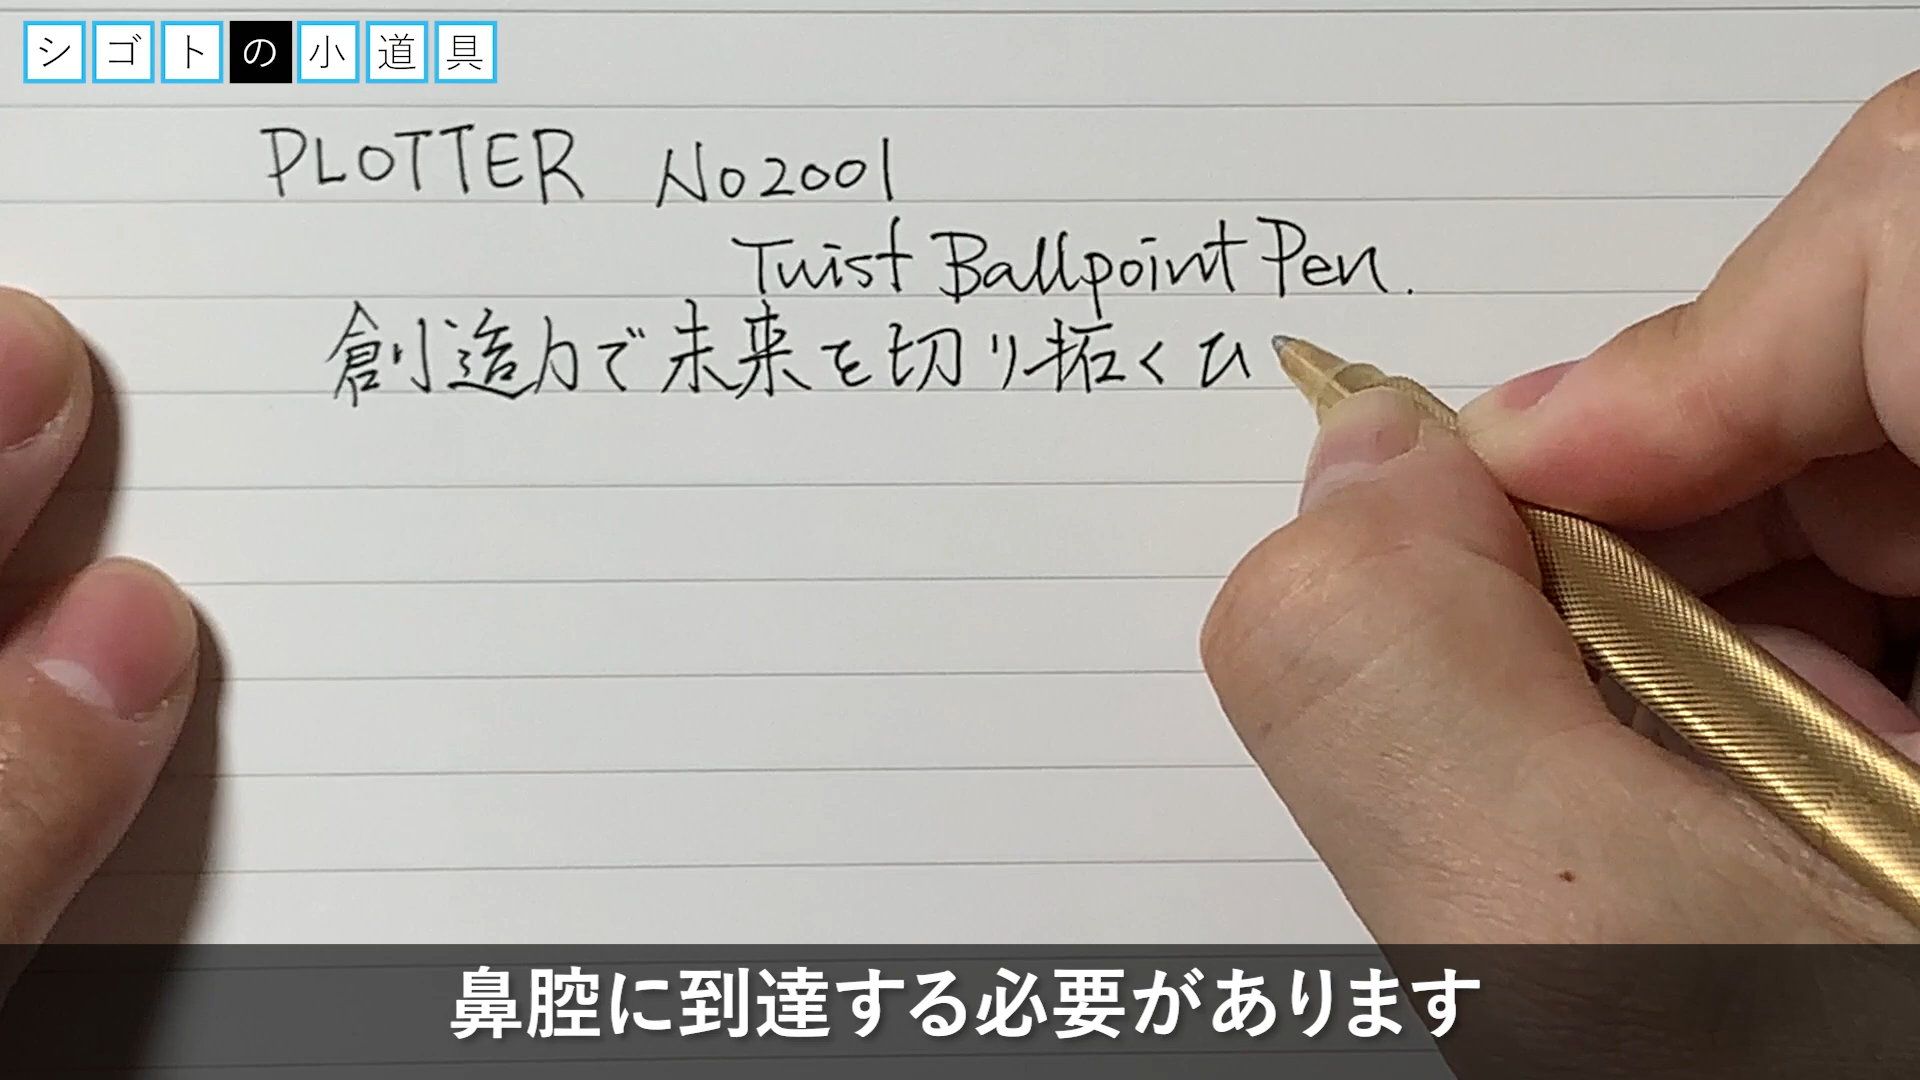 シゴトの小道具
PLOTTER No2001
Twist Ballpoint Pen.
創造力で未来を切り拓くひ
鼻腔に到達する必要があります